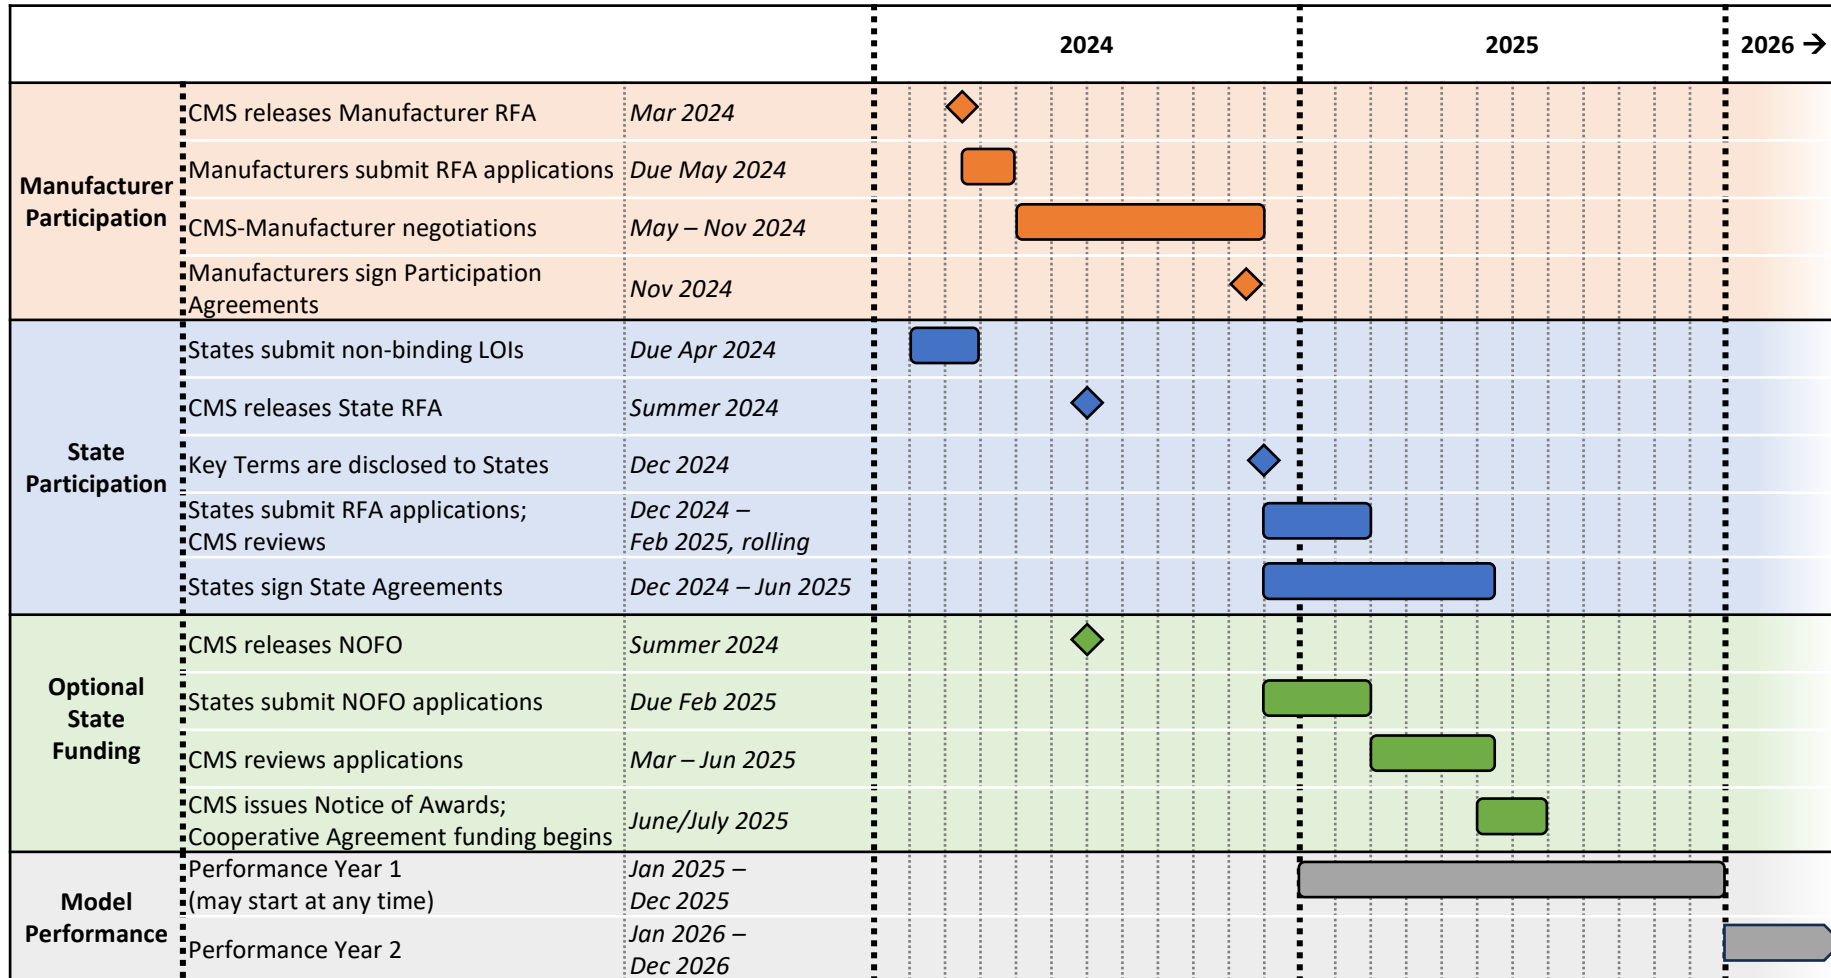 2024 2025 2026 →
Manufacturer
Participation
CMS releases Manufacturer RFA Mar 2024
Manufacturers submit RFA applications Due May 2024
CMS-Manufacturer negotiations May – Nov 2024
Manufacturers sign Participation
Agreements
Nov 2024
State
Participation
States submit non-binding LOIs Due Apr 2024
CMS releases State RFA Summer 2024
Key Terms are disclosed to States Dec 2024
States submit RFA applications;
CMS reviews
Dec 2024 –
Feb 2025, rolling
States sign State Agreements Dec 2024 – Jun 2025
Optional
State
Funding
CMS releases NOFO Summer 2024
States submit NOFO applications Due Feb 2025
CMS reviews applications Mar – Jun 2025
CMS issues Notice of Awards;
Cooperative Agreement funding begins
June/July 2025
Model
Performance
Performance Year 1
(may start at any time)
Jan 2025 –
Dec 2025
Performance Year 2
Jan 2026 –
Dec 2026